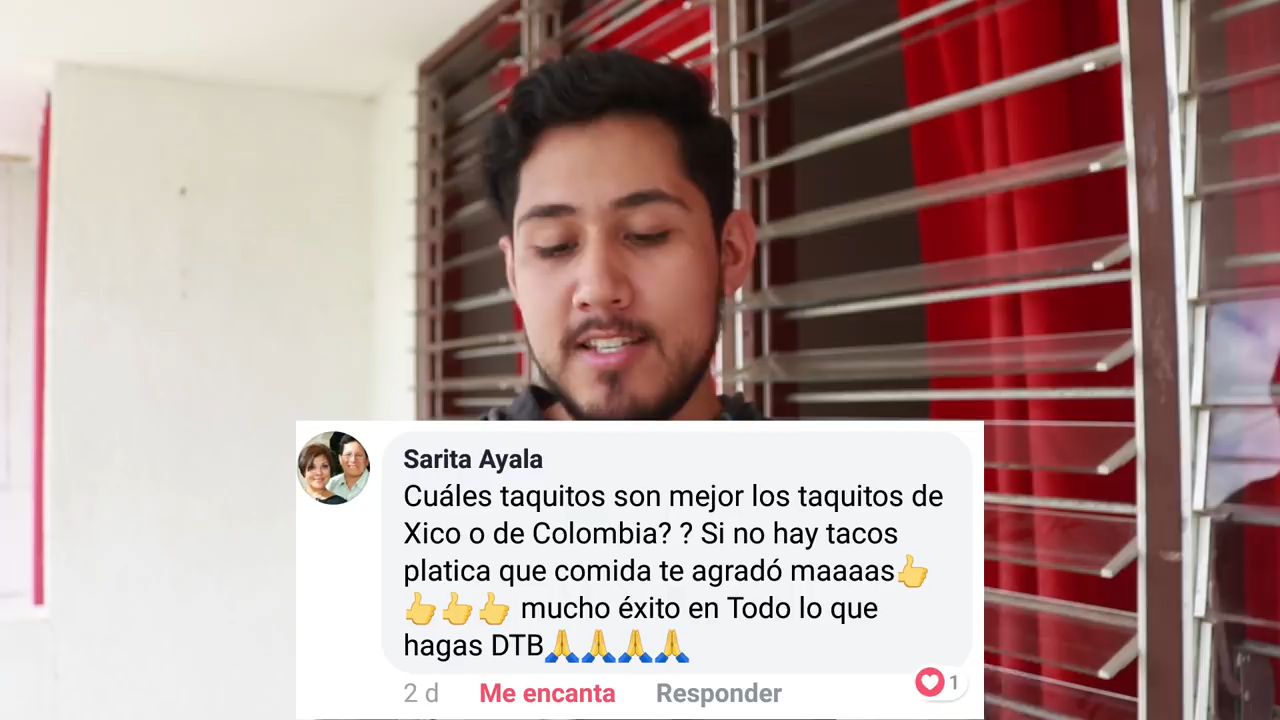 Sarita Ayala
Cuáles taquitos son mejor los taquitos de
Xico o de Colombia? ? Si no hay tacos
platica que comida te agradó maaaas👍
👍👍👍 mucho éxito en Todo lo que
hagas DTB🙏🙏🙏🙏
2 d Me encanta Responder 1